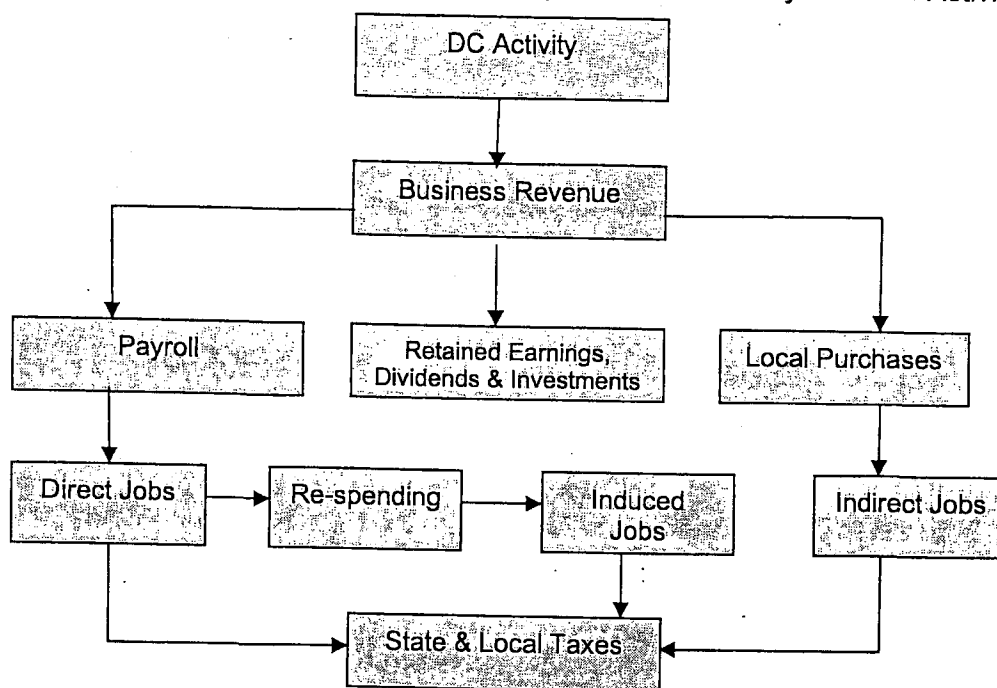 DC Activity
Business Revenue
Payroll
Retained Earnings,
Dividends & Investments
Local Purchases
Direct Jobs
Re-spending
Induced
Jobs
Indirect Jobs
State & Local Taxes